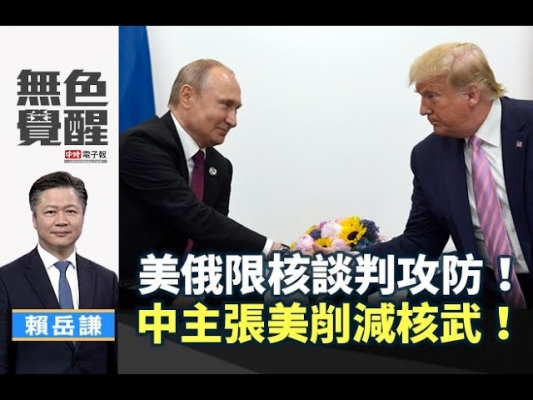 無色
覺醒
中時 電子報
賴岳謙
美俄限核談判攻防！
中主張美削減核武！